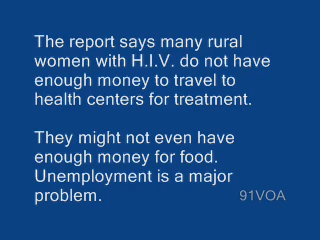 The report says many rural
women with H.I.V. do not have
enough money to travel to
health centers for treatment.
They might not even have
enough money for food.
Unemployment is a major
problem.
91VOA